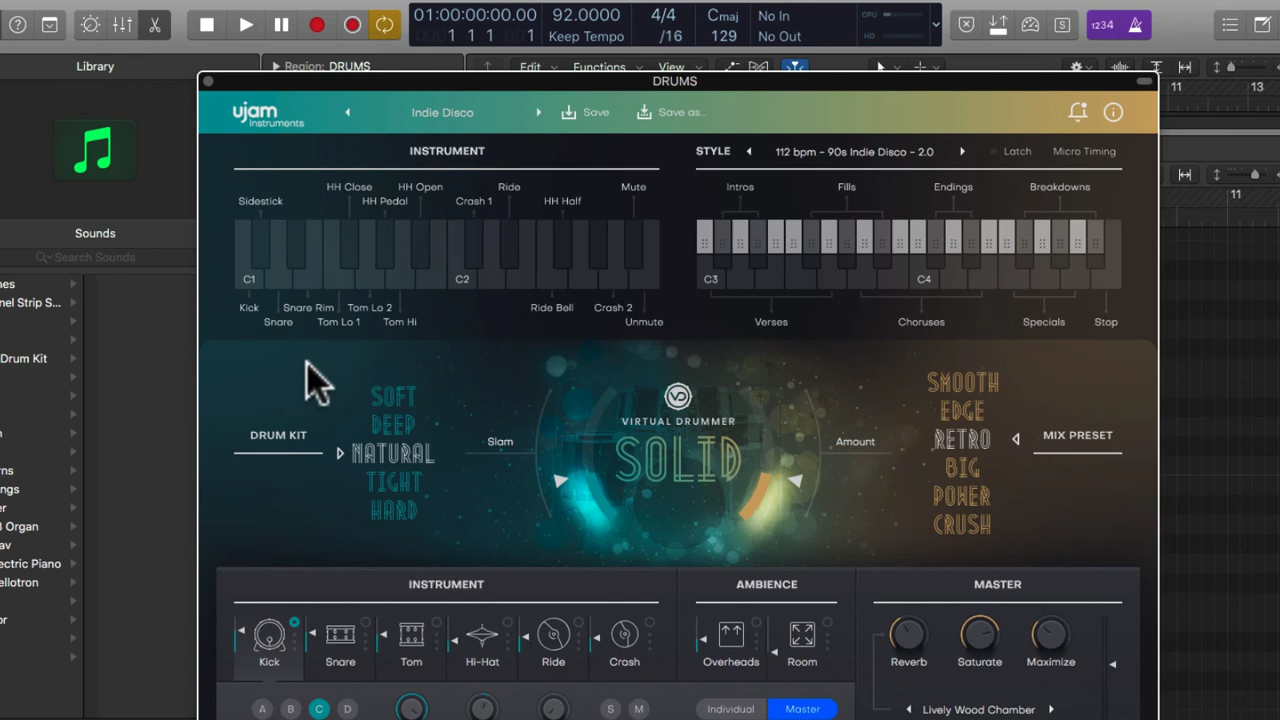 01:00:00:00.00
1 1 1 1
92.0000
Keep Tempo
4/4
/16
Cmaj
129
No In
No Out
CPU
HD
S
1234
Library
Region: DRUMS
Edit
Functions
View
11
13
DRUMS
ujam
Instruments
Indie Disco
Save
Save as..
11
INSTRUMENT
STYLE
112 bpm - 90s Indie Disco - 2.0
Latch
Micro Timing
HH Close
HH Open
Ride
Mute
Intros
Fills
Endings
Breakdowns
Sidestick
HH Pedal
Crash 1
HH Half
C1
C2
C3
C4
Kick
Snare Rim
Tom Lo 2
Ride Bell
Crash 2
Snare
Tom Lo 1
Tom Hi
Unmute
Verses
Choruses
Specials
Stop
Sounds
Search Sounds
nel Strip S...
Drum Kit
ngs
Organ
ectric Piano
ellotron
DRUM KIT
SOFT
DEEP
NATURAL
TIGHT
HARD
Slam
VD
VIRTUAL DRUMMER
SOLID
Amount
SMOOTH
EDGE
RETRO
BIG
POWER
CRUSH
MIX PRESET
INSTRUMENT
AMBIENCE
MASTER
Kick
Snare
Tom
Hi-Hat
Ride
Crash
Overheads
Room
Reverb
Saturate
Maximize
A B C D
S M
Individual
Master
Lively Wood Chamber